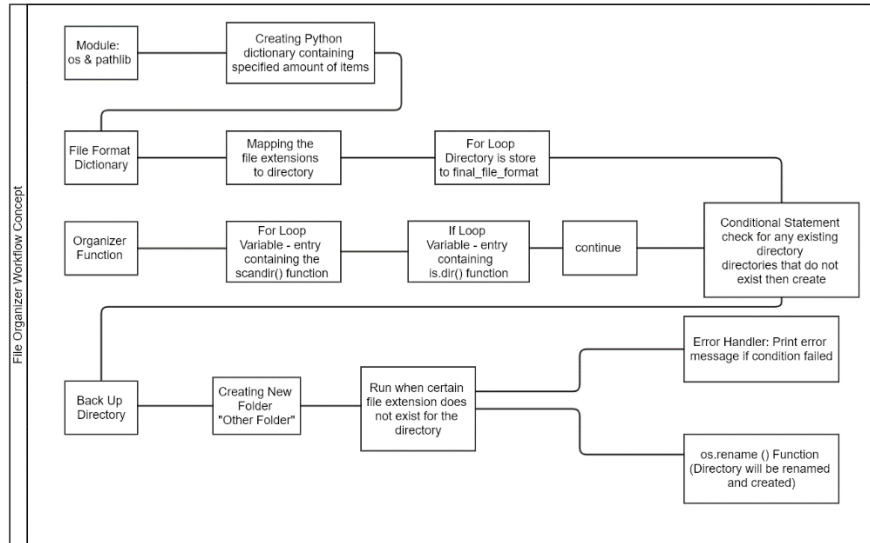 File Organizer Workflow Concept
Module:
os & pathlib
Creating Python
dictionary containing
specified amount of items
File Format
Dictionary
Mapping the
file extensions
to directory
For Loop
Directory is store
to final_file_format
Organizer
Function
For Loop
Variable - entry
containing the
scandir() function
If Loop
Variable - entry
containing
is.dir() function
continue
Conditional Statement
check for any existing
directory
directories that do not
exist then create
Back Up
Directory
Creating New
Folder
"Other Folder"
Run when certain
file extension does
not exist for the
directory
Error Handler: Print error
message if condition failed
os.rename () Function
(Directory will be renamed
and created)